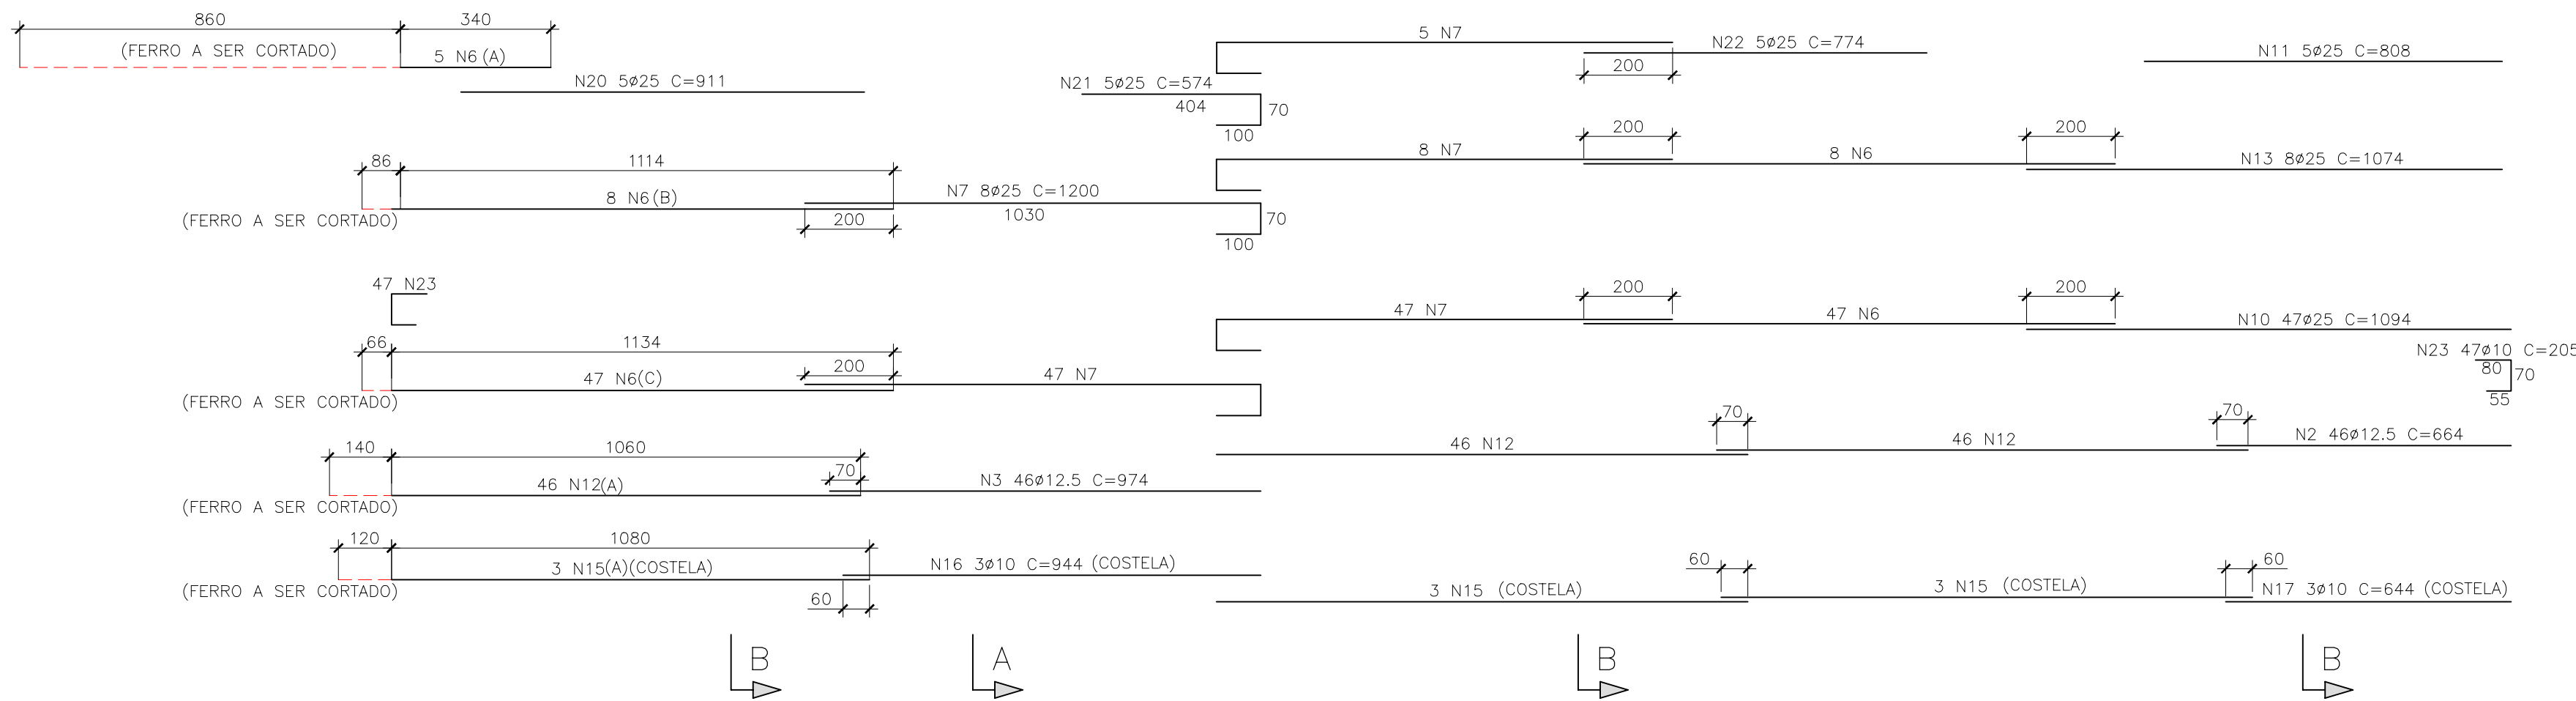 860
340
(FERRO A SER CORTADO)
5 N6(A)
N20 5ø25 C=911
5 N7
N22 5ø25 C=774
200
N11 5ø25 C=808
N21 5ø25 C=574
404
70
100
86
1114
8 N6(B)
(FERRO A SER CORTADO)
200
N7 8ø25 C=1200
1030
70
100
8 N7
200
8 N6
200
N13 8ø25 C=1074
47 N23
66
1134
47 N6(C)
(FERRO A SER CORTADO)
200
47 N7
47 N7
200
47 N6
200
N10 47ø25 C=1094
N23 47ø10 C=205
80
70
55
140
1060
46 N12(A)
(FERRO A SER CORTADO)
70
N3 46ø12.5 C=974
46 N12
70
46 N12
70
N2 46ø12.5 C=664
120
1080
3 N15(A)(COSTELA)
(FERRO A SER CORTADO)
60
N16 3ø10 C=944 (COSTELA)
3 N15 (COSTELA)
60
3 N15 (COSTELA)
60
N17 3ø10 C=644 (COSTELA)
B
A
B
B